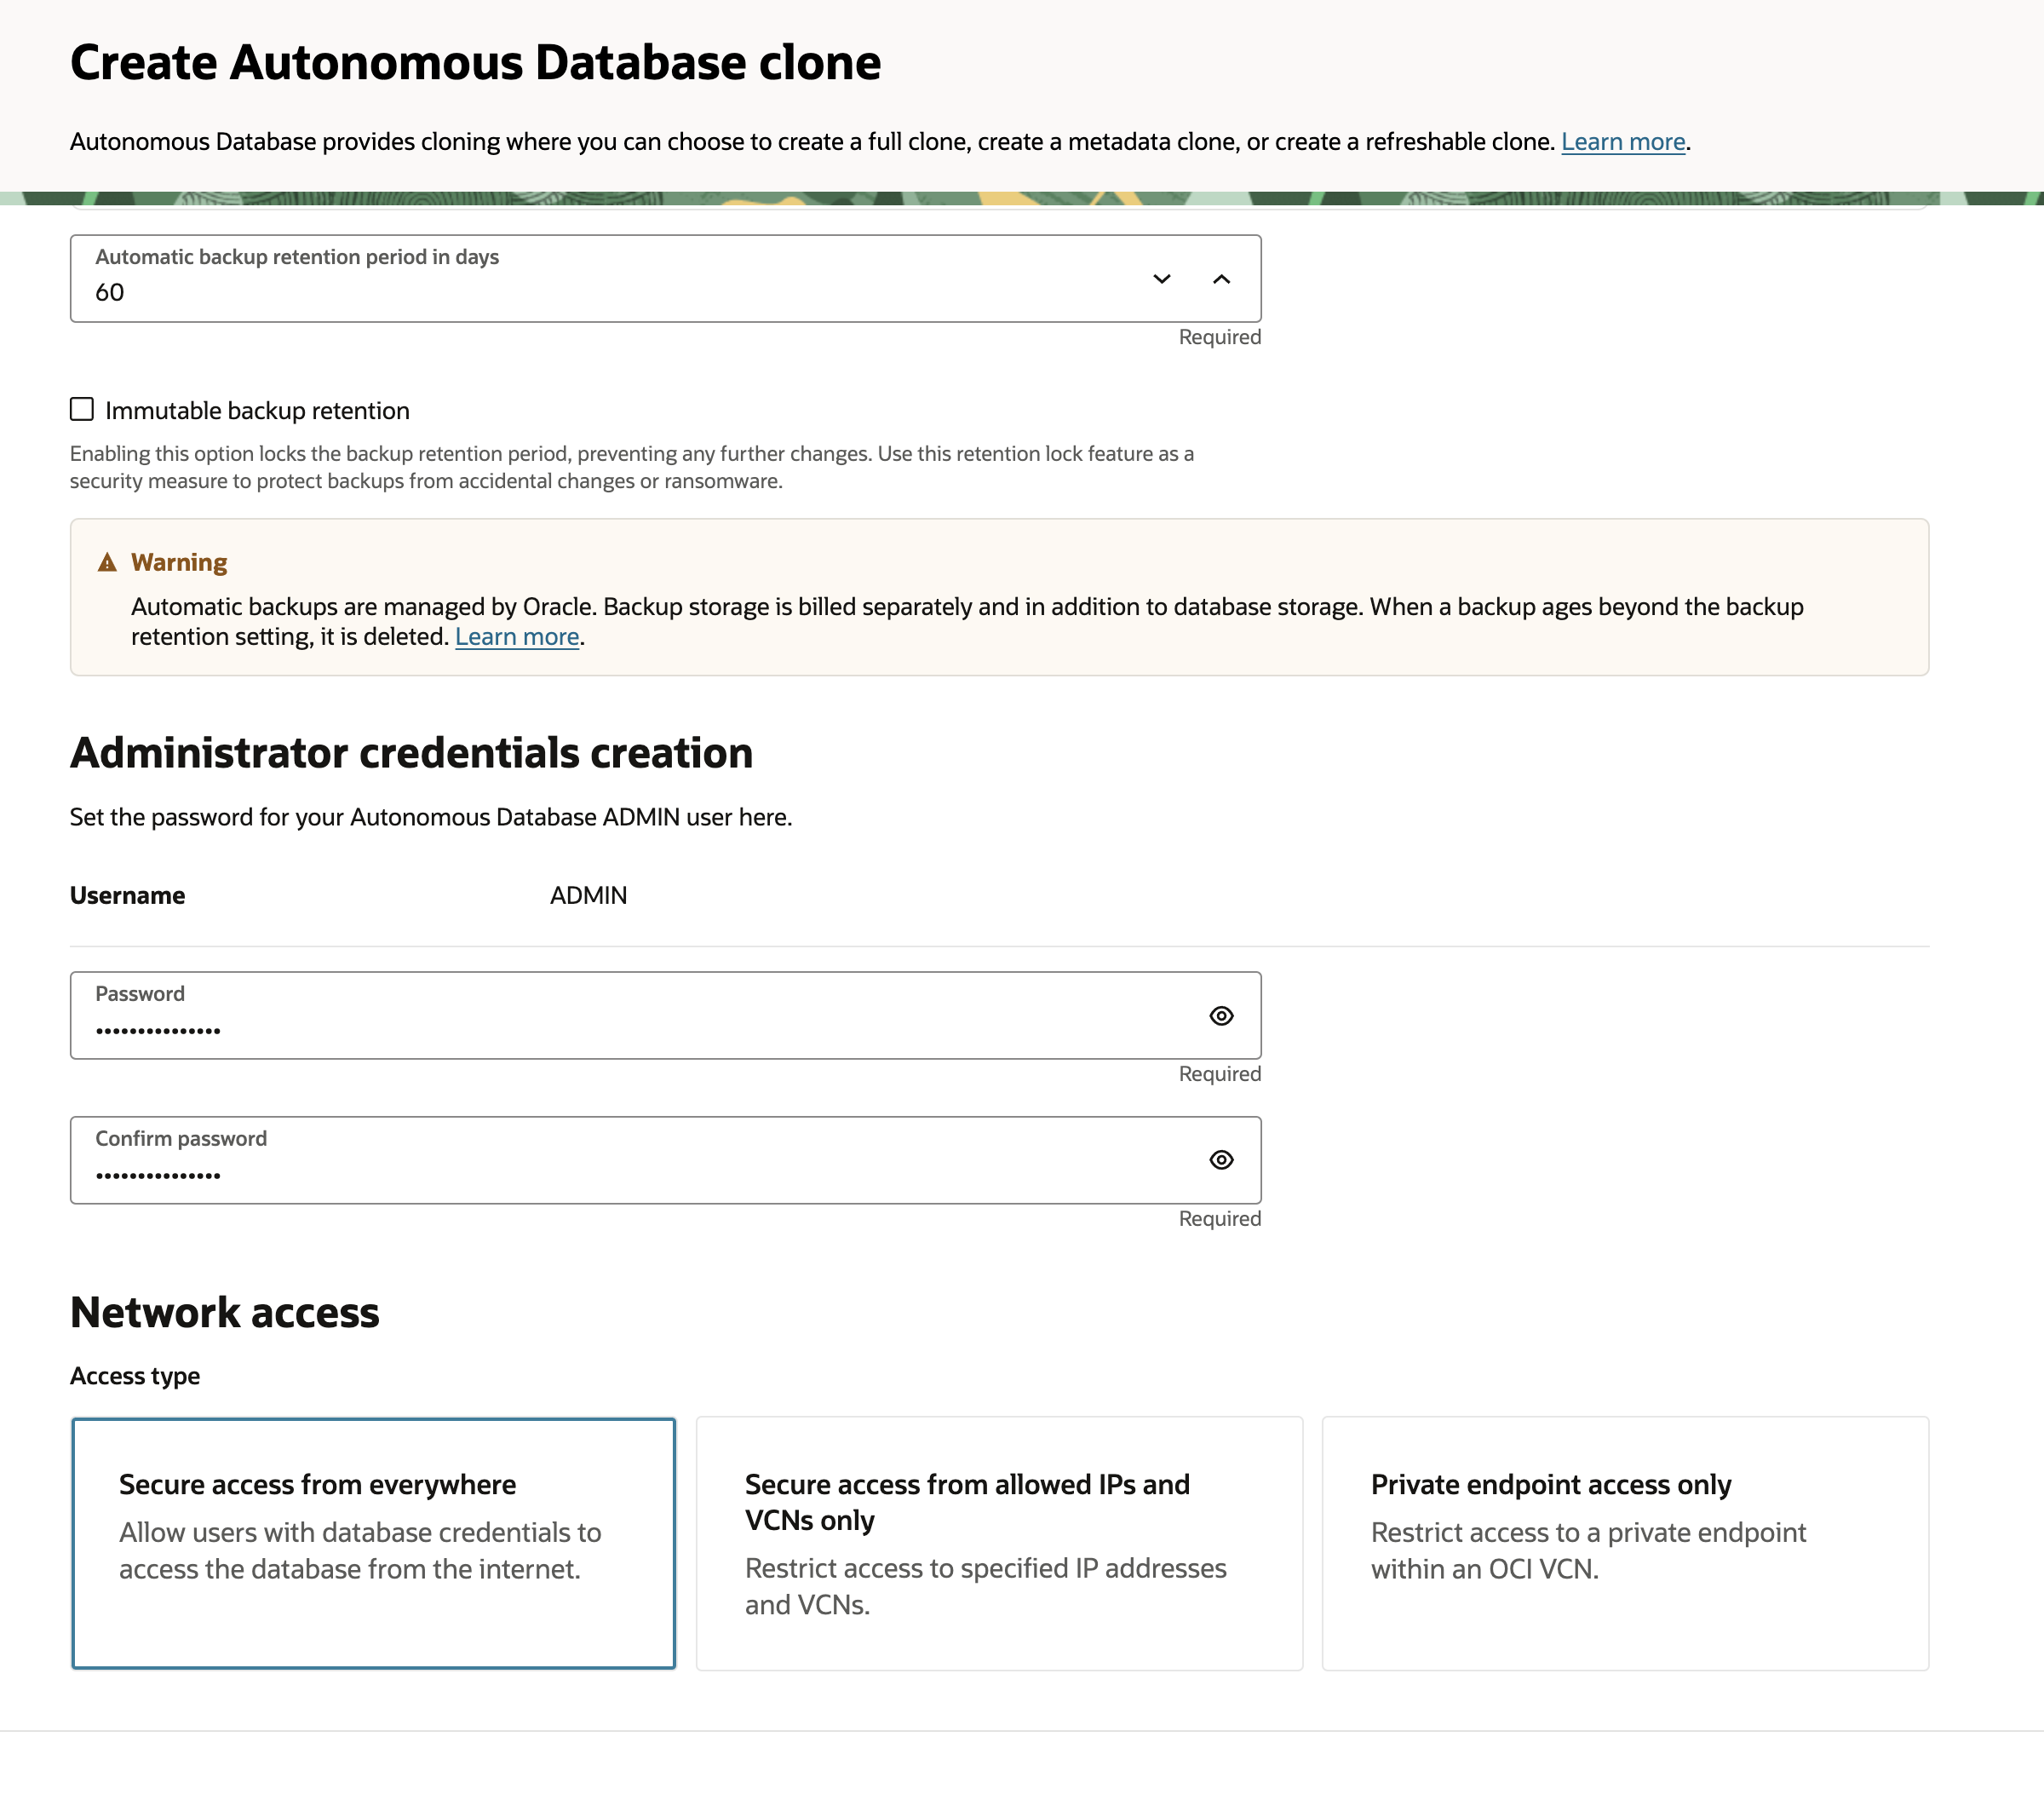 Create Autonomous Database clone
Autonomous Database provides cloning where you can choose to create a full clone, create a metadata clone, or create a refreshable clone. Learn more.
Automatic backup retention period in days
60
Required
Immutable backup retention
Enabling this option locks the backup retention period, preventing any further changes. Use this retention lock feature as a
security measure to protect backups from accidental changes or ransomware.
Warning
Automatic backups are managed by Oracle. Backup storage is billed separately and in addition to database storage. When a backup ages beyond the backup
retention setting, it is deleted. Learn more.
Administrator credentials creation
Set the password for your Autonomous Database ADMIN user here.
Username ADMIN
Password
•••••••••••••••
Required
Confirm password
•••••••••••••••
Required
Network access
Access type
Secure access from everywhere
Allow users with database credentials to
access the database from the internet.
Secure access from allowed IPs and
VCNs only
Restrict access to specified IP addresses
and VCNs.
Private endpoint access only
Restrict access to a private endpoint
within an OCI VCN.